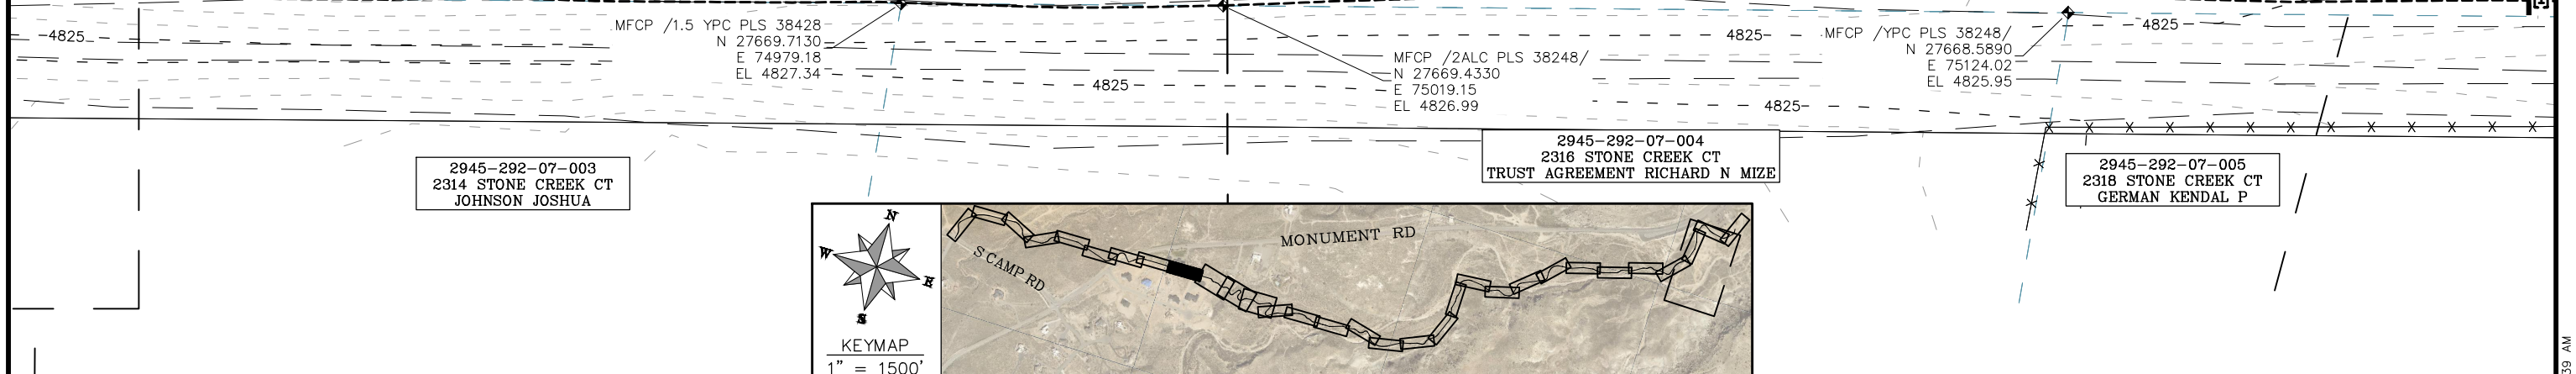 MFCP /1.5 YPC PLS 38428
N 27669.7130
E 74979.18
EL 4827.34
MFCP /2ALC PLS 38248/
N 27669.4330
E 75019.15
EL 4826.99
MFCP /YPC PLS 38248/
N 27668.5890
E 75124.02
EL 4825.95
4825
4825
4825
4825
4825
2945-292-07-003
2314 STONE CREEK CT
JOHNSON JOSHUA
2945-292-07-004
2316 STONE CREEK CT
TRUST AGREEMENT RICHARD N MIZE
2945-292-07-005
2318 STONE CREEK CT
GERMAN KENDAL P
N
W
E
S
KEYMAP
1" = 1500'
S CAMP RD
MONUMENT RD
39 AM